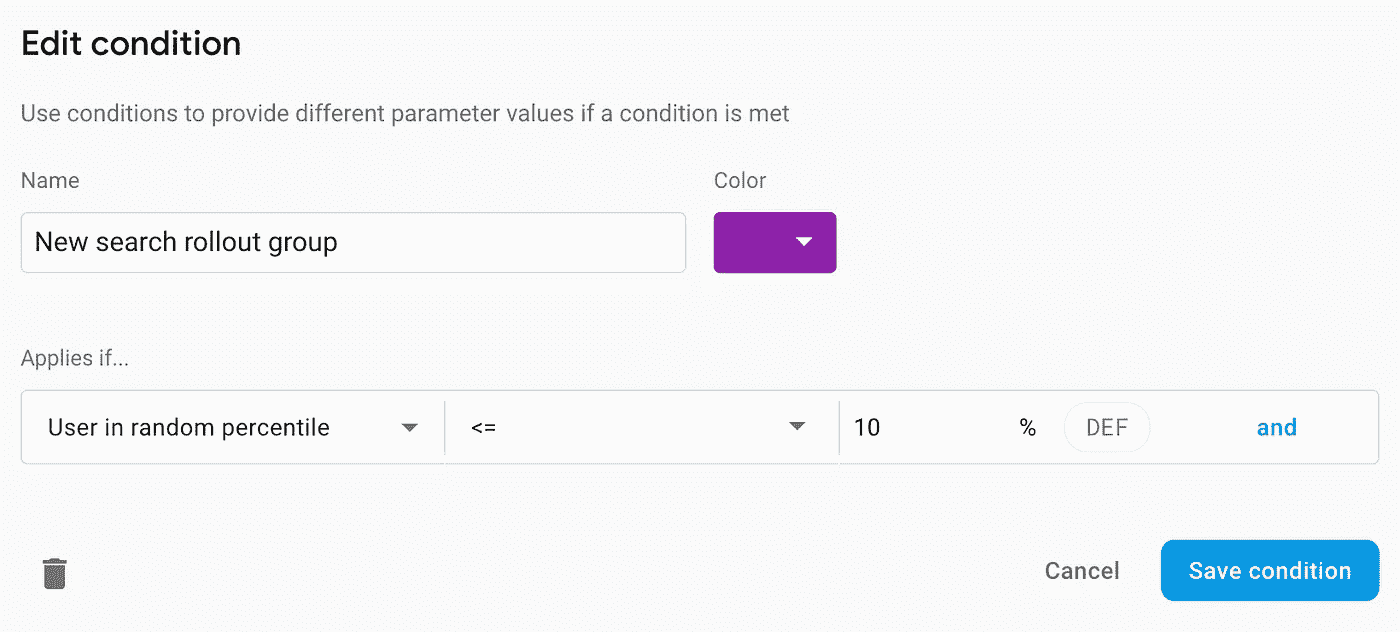 Edit condition
Use conditions to provide different parameter values if a condition is met
Name
Color
New search rollout group
Applies if...
User in random percentile
<=
10
%
DEF
and
Cancel
Save condition